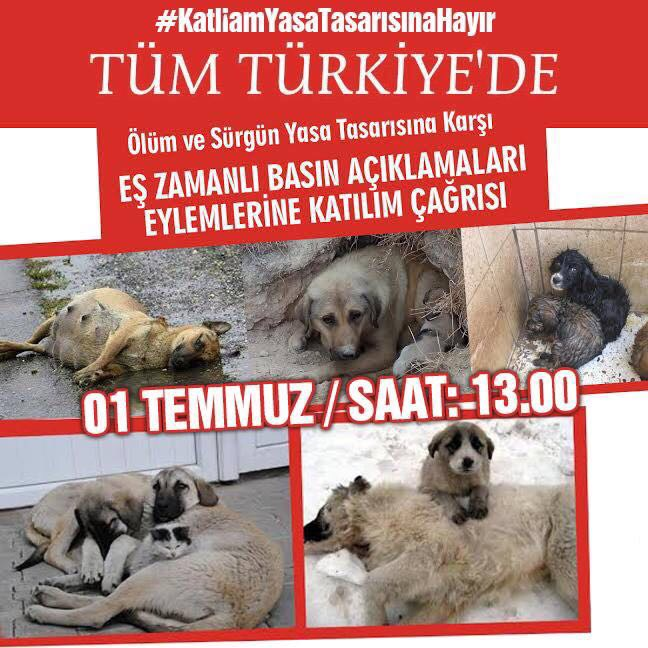 #KatliamYasaTasarısınaHayır
TÜM TÜRKİYE'DE
Ölüm ve Sürgün Yasa Tasarısına Karşı
EŞ ZAMANLI BASIN AÇIKLAMALARI
EYLEMLERİNE KATILIM ÇAĞRISI
01 TEMMUZ / SAAT: 13.00